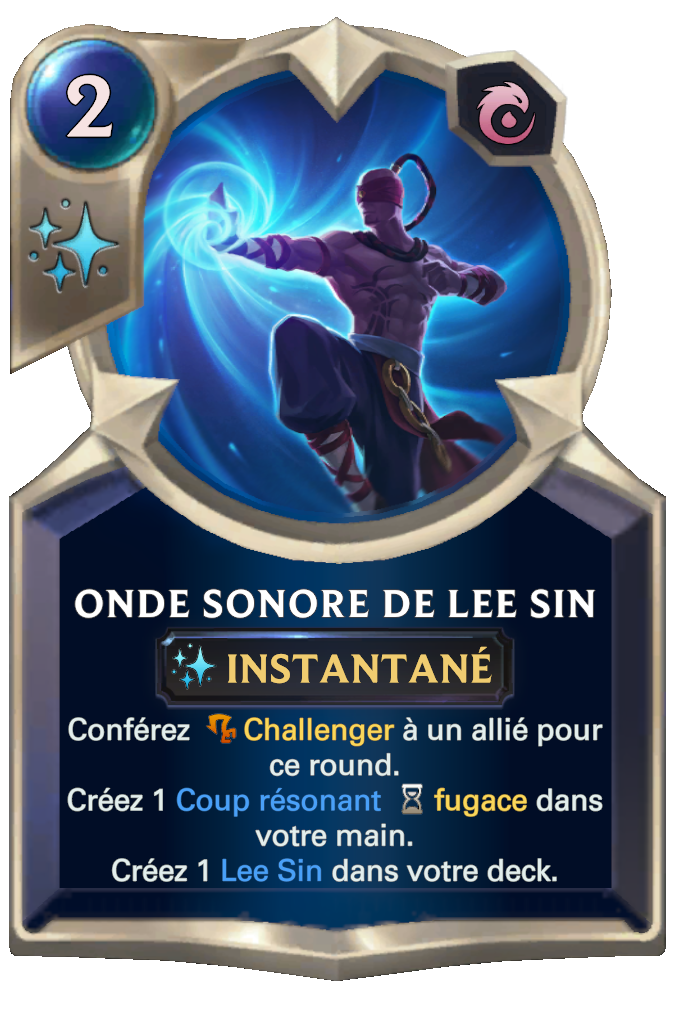 2
ONDE SONORE DE LEE SIN
INSTANTANÉ
Conférez Challenger à un allié pour
ce round.
Créez 1 Coup résonant fugace dans
votre main.
Créez 1 Lee Sin dans votre deck.